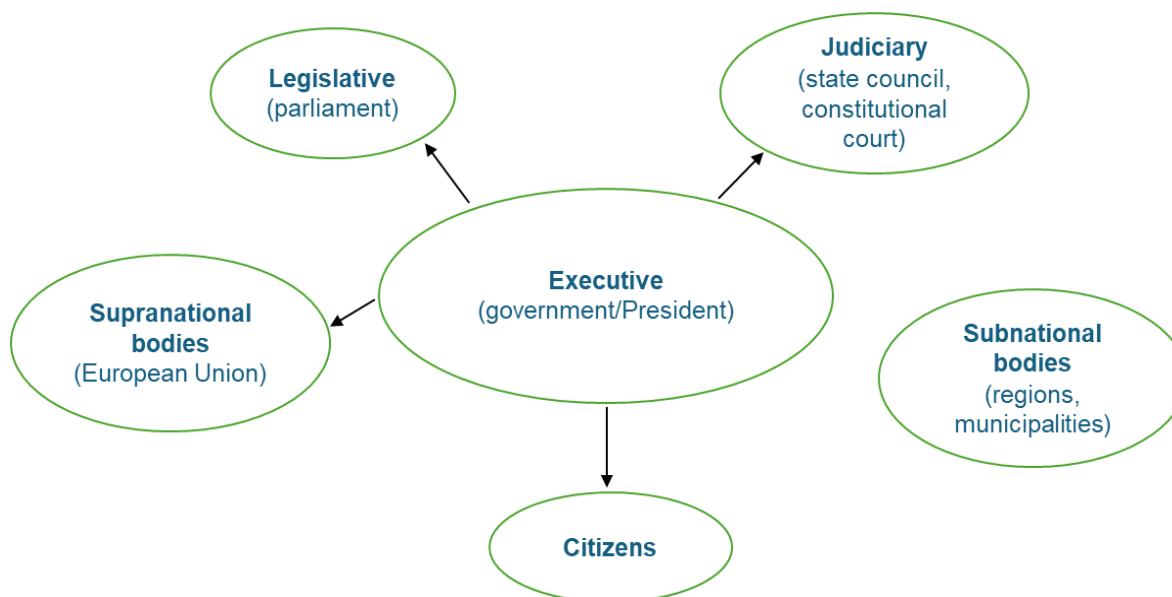 Legislative
(parliament)
Judiciary
(state council,
constitutional
court)
Executive
(government/President)
Supranational
bodies
(European Union)
Subnational
bodies
(regions,
municipalities)
Citizens